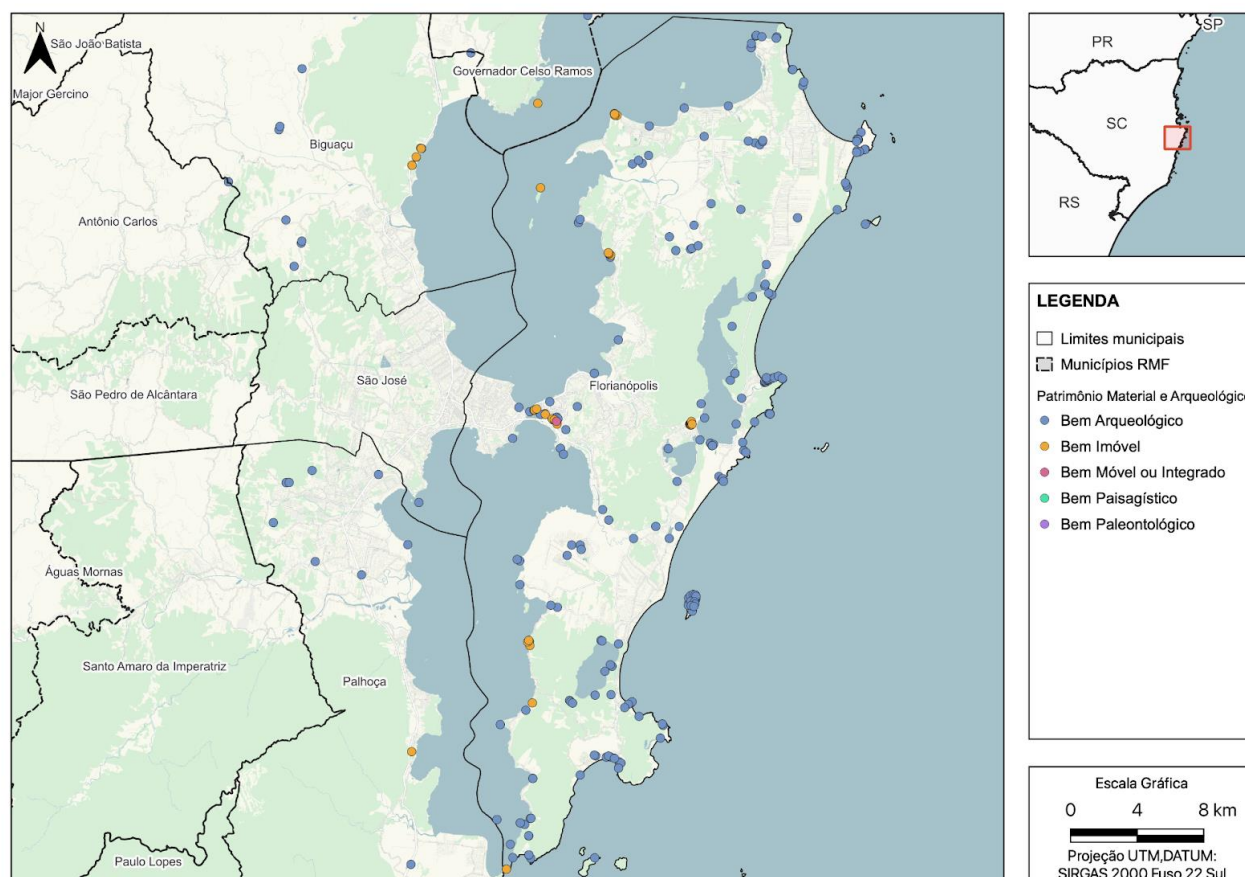 N
São João Batista
Major Gercino
Governador Celso Ramos
Biguaçu
Antônio Carlos
São José
São Pedro de Alcântara
Florianópolis
Águas Mornas
Santo Amaro da Imperatriz
Palhoça
Paulo Lopes
SP
PR
SC
RS
LEGENDA
Limites municipais
Municípios RMF
Patrimônio Material e Arqueológico
Bem Arqueológico
Bem Imóvel
Bem Móvel ou Integrado
Bem Paisagístico
Bem Paleontológico
Escala Gráfica
0 4 8 km
Projeção UTM,DATUM:
SIRGAS 2000 Fuso 22 Sul